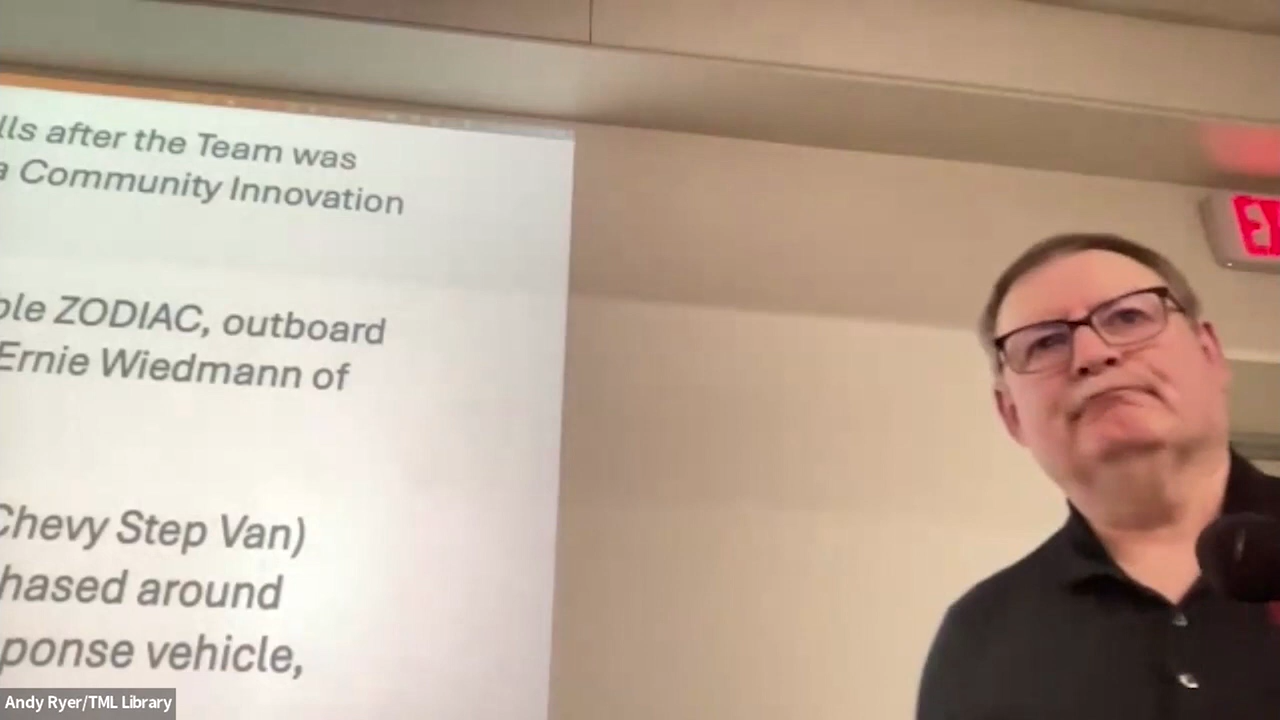 lls after the Team was
a Community Innovation
ble ZODIAC, outboard
Ernie Wiedmann of
Chevy Step Van)
hased around
ponse vehicle,
Andy Ryer/TML Library